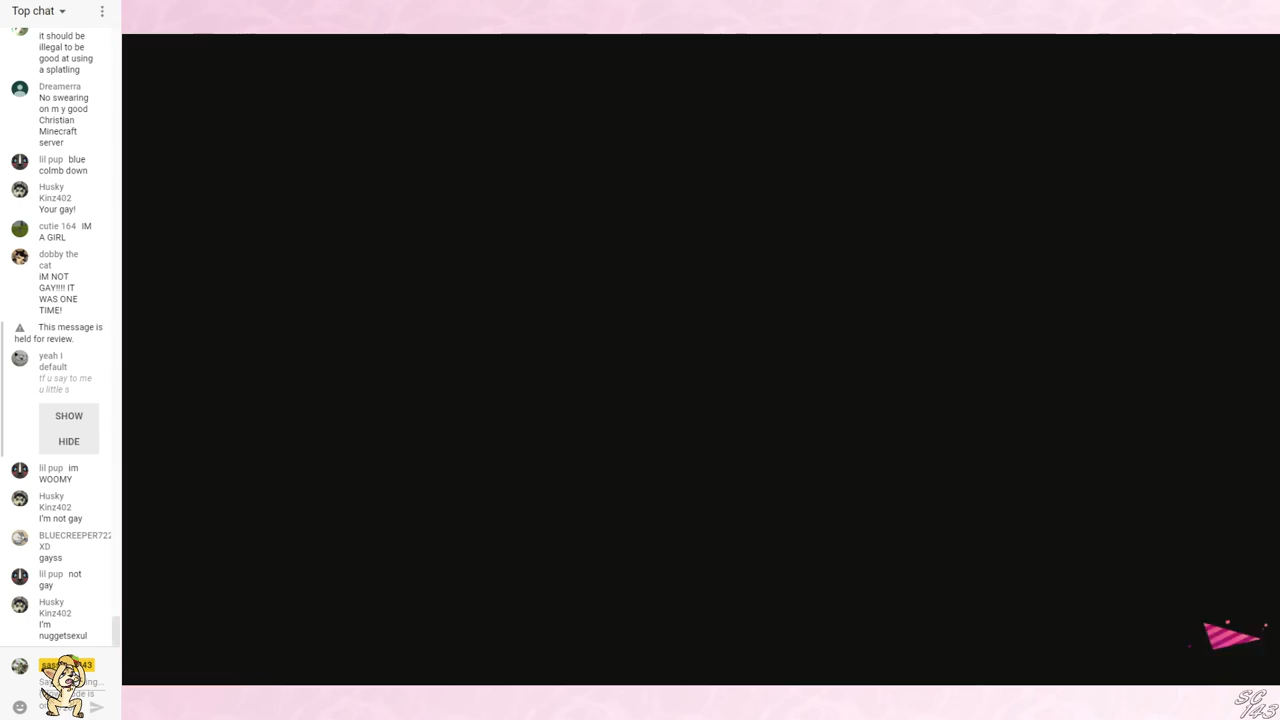 Top chat
it should be
illegal to be
good at using
a splatling
Dreamerra
No swearing
on m y good
Christian
Minecraft
server
lil pup blue
colmb down
Husky
Kinz402
Your gay!
cutie 164 IM
A GIRL
dobby the
cat
iM NOT
GAY!!!! IT
WAS ONE
TIME!
This message is
held for review.
yeah I
default
tf u say to me
u little s
SHOW
HIDE
lil pup im
WOOMY
Husky
Kinz402
I'm not gay
BLUECREEPER722
XD
gayss
lil pup not
gay
Husky
Kinz402
I'm
nuggetsexul
SC
143